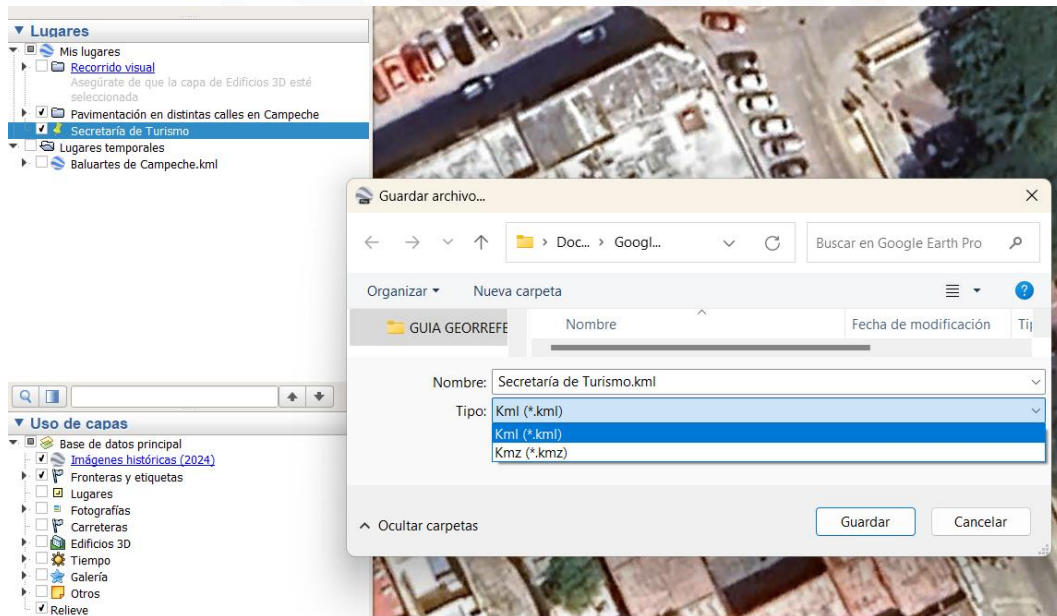 Lugares
Mis lugares
Recorrido visual
Asegúrate de que la capa de Edificios 3D esté
seleccionada
Pavimentación en distintas calles en Campeche
Secretaría de Turismo
Lugares temporales
Baluartes de Campeche.kml
Guardar archivo...
Doc... > Googl...
Buscar en Google Earth Pro
Organizar
Nueva carpeta
GUIA GEORREFE
Nombre
Fecha de modificación
Nombre: Secretaría de Turismo.kml
Tipo: Kml (*.kml)
Kml (*.kml)
Kmz (*.kmz)
Ocultar carpetas
Guardar
Cancelar
Uso de capas
Base de datos principal
Imágenes históricas (2024)
Fronteras y etiquetas
Lugares
Fotografías
Carreteras
Edificios 3D
Tiempo
Galería
Otros
Relieve